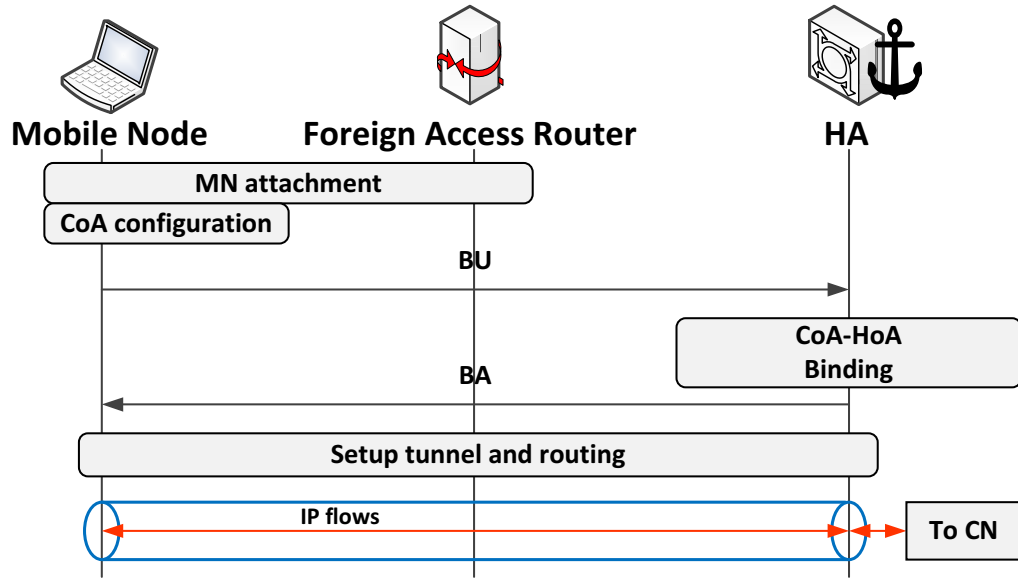 Mobile Node
Foreign Access Router
HA
MN attachment
CoA configuration
BU
CoA-HoA
Binding
BA
Setup tunnel and routing
IP flows
To CN